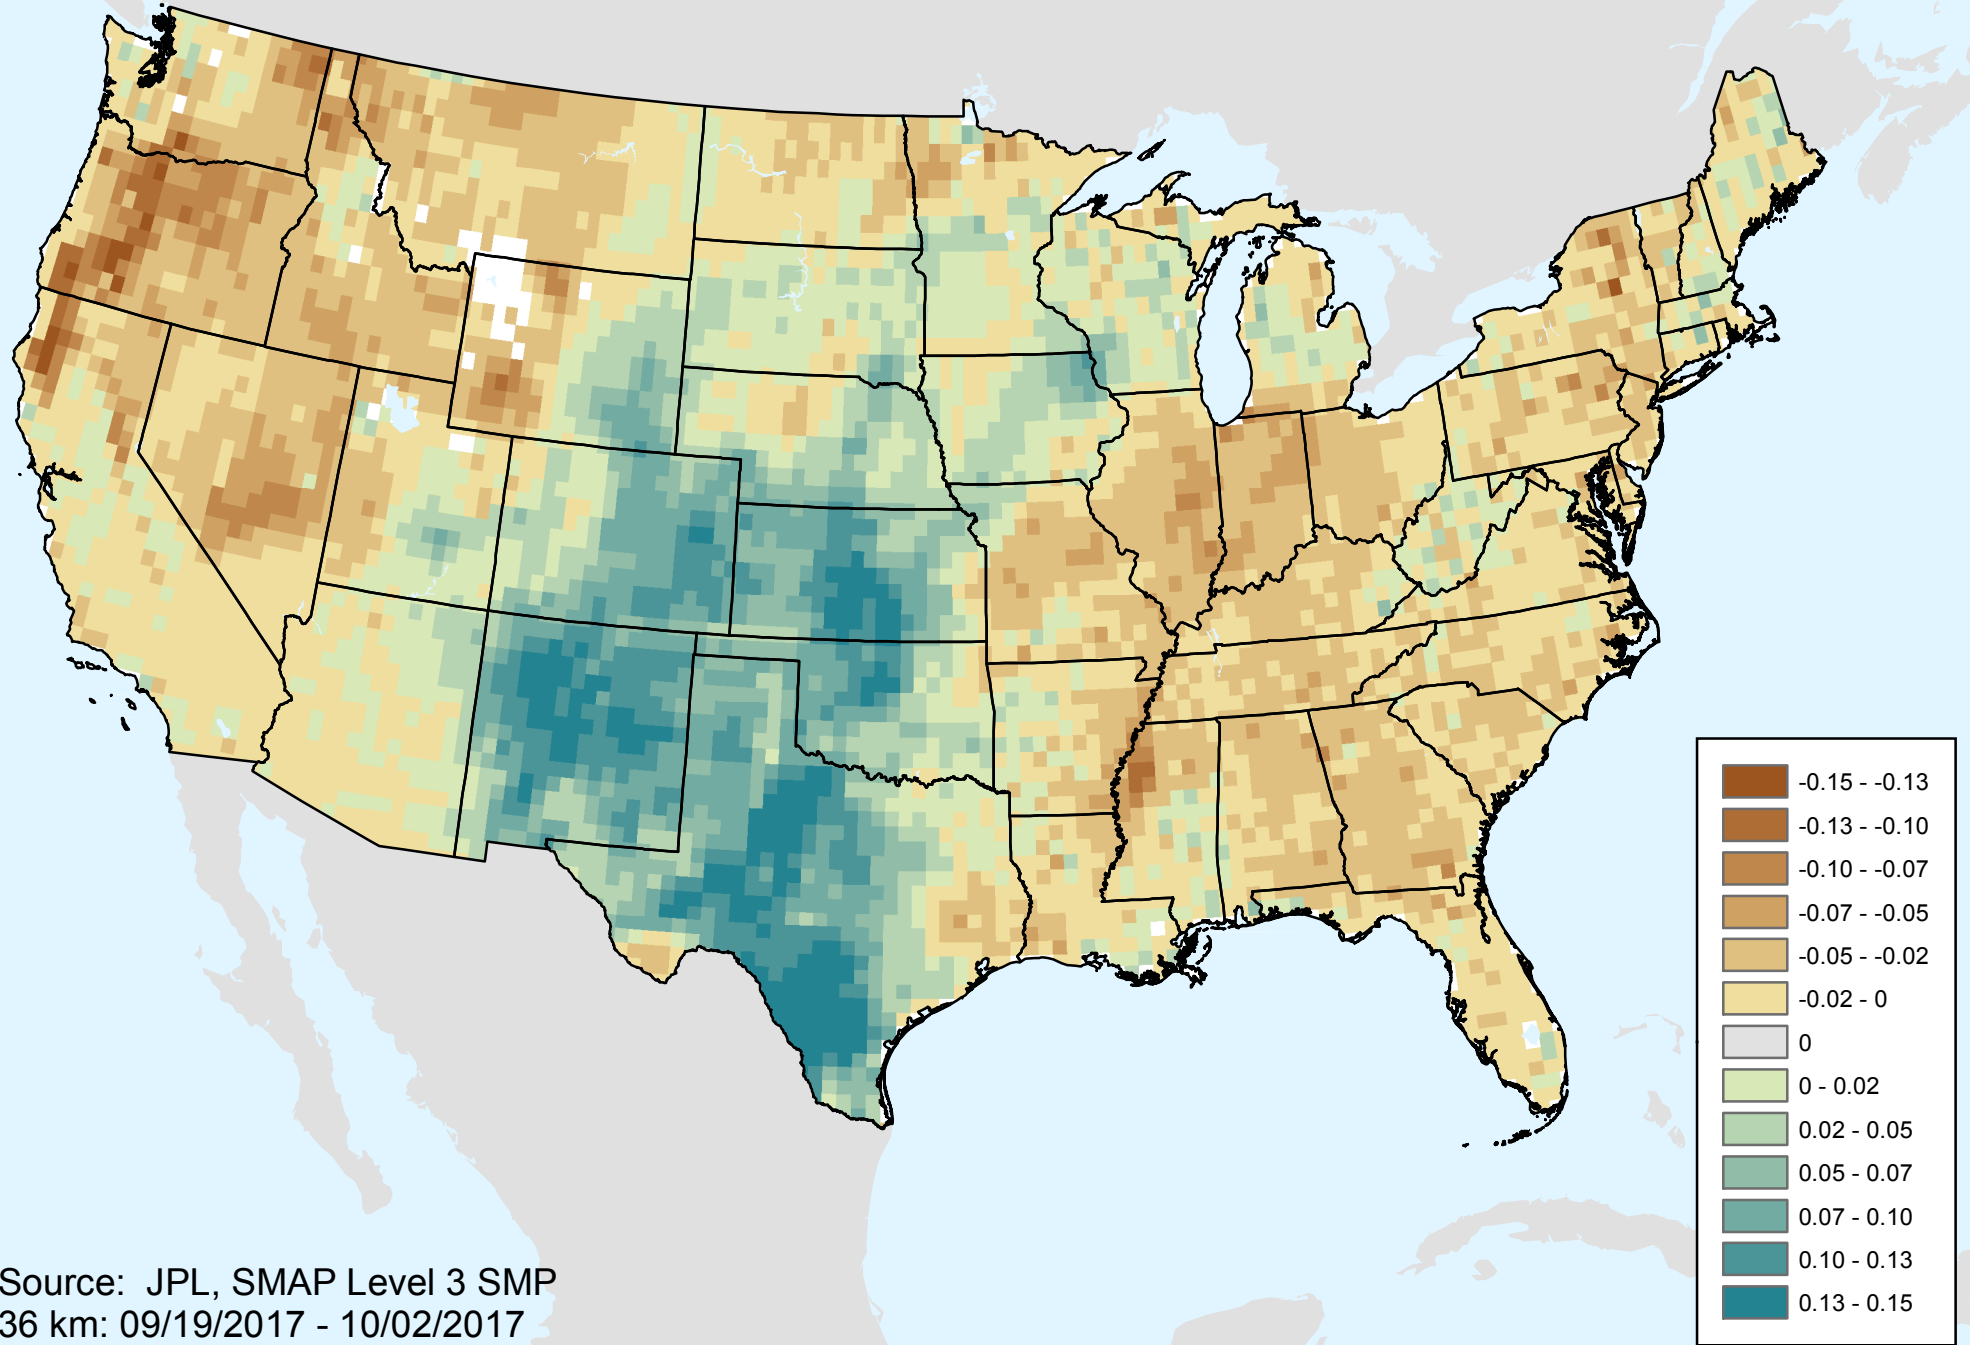 -0.15 - -0.13
-0.13 - -0.10
-0.10 - -0.07
-0.07 - -0.05
-0.05 - -0.02
-0.02 - 0
0
0 - 0.02
0.02 - 0.05
0.05 - 0.07
0.07 - 0.10
0.10 - 0.13
0.13 - 0.15
Source: JPL, SMAP Level 3 SMP
36 km: 09/19/2017 - 10/02/2017